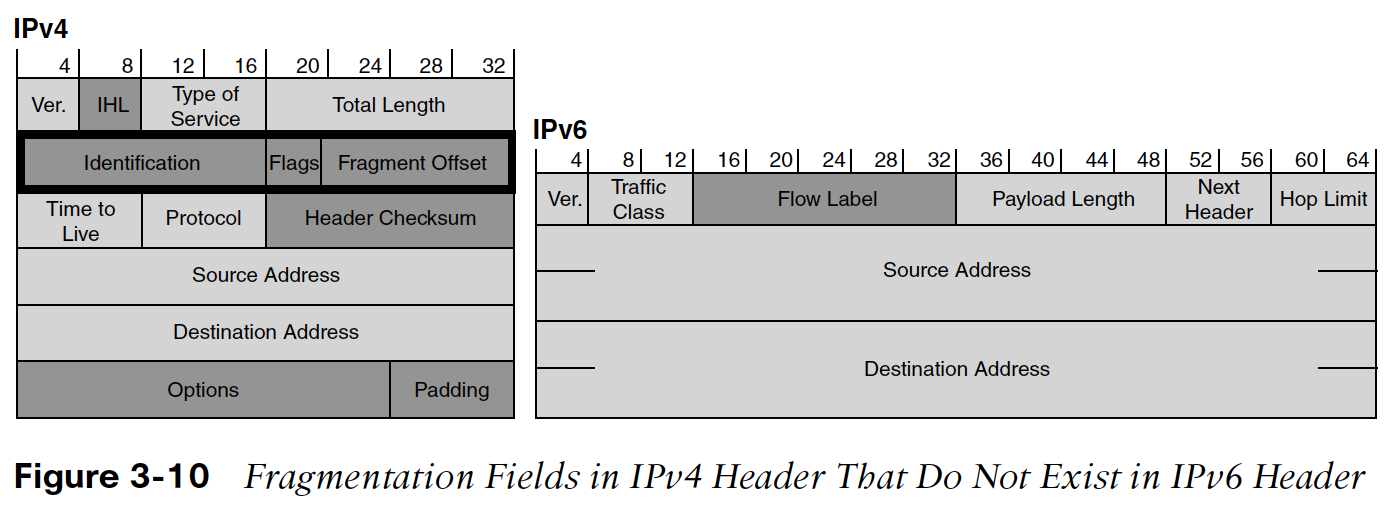 IPv4
4 8 12 16 20 24 28 32
Ver. IHL Type of Service Total Length
Identification Flags Fragment Offset
Time to Live Protocol Header Checksum
Source Address
Destination Address
Options Padding
IPv6
4 8 12 16 20 24 28 32 36 40 44 48 52 56 60 64
Ver. Traffic Class Flow Label Payload Length Next Header Hop Limit
Source Address
Destination Address
Figure 3-10 Fragmentation Fields in IPv4 Header That Do Not Exist in IPv6 Header